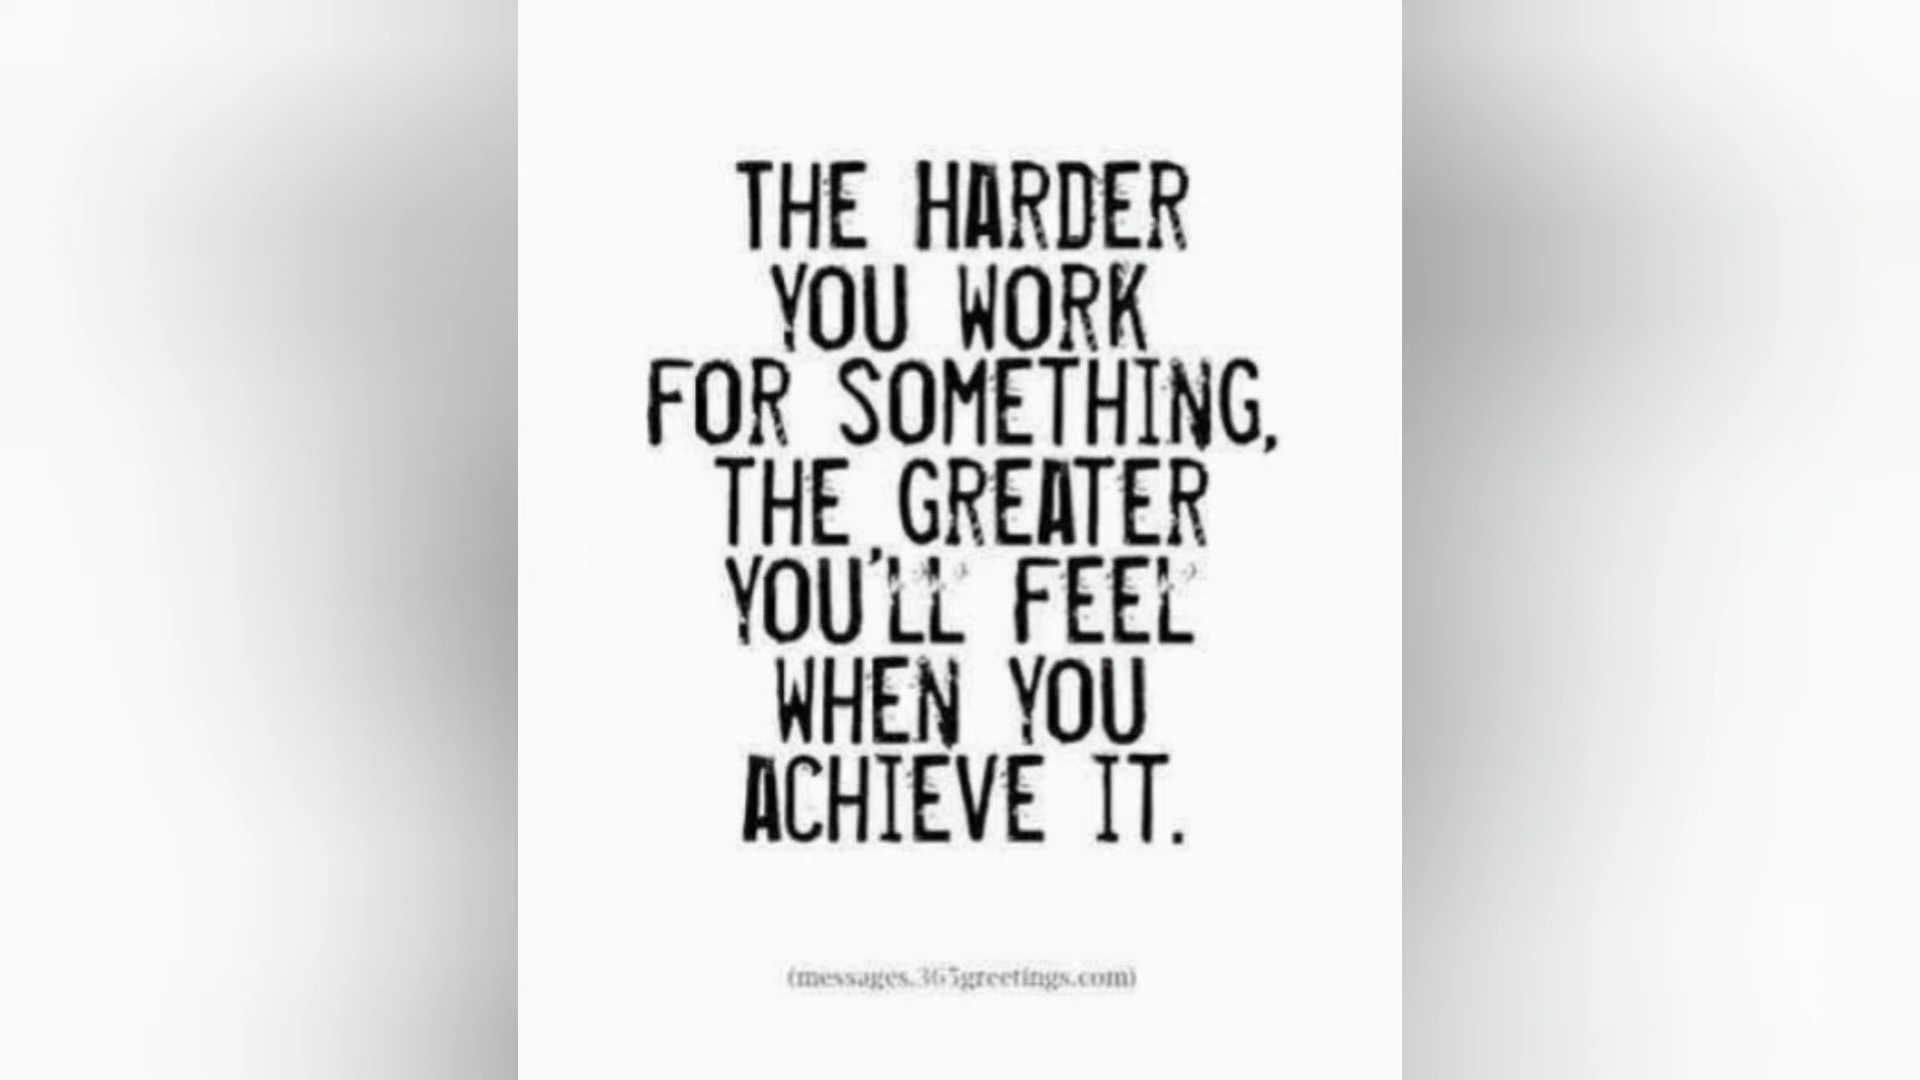 THE HARDER
YOU WORK
FOR SOMETHING,
THE GREATER
YOU'LL FEEL
WHEN YOU
ACHIEVE IT.
(messages.365greetings.com)